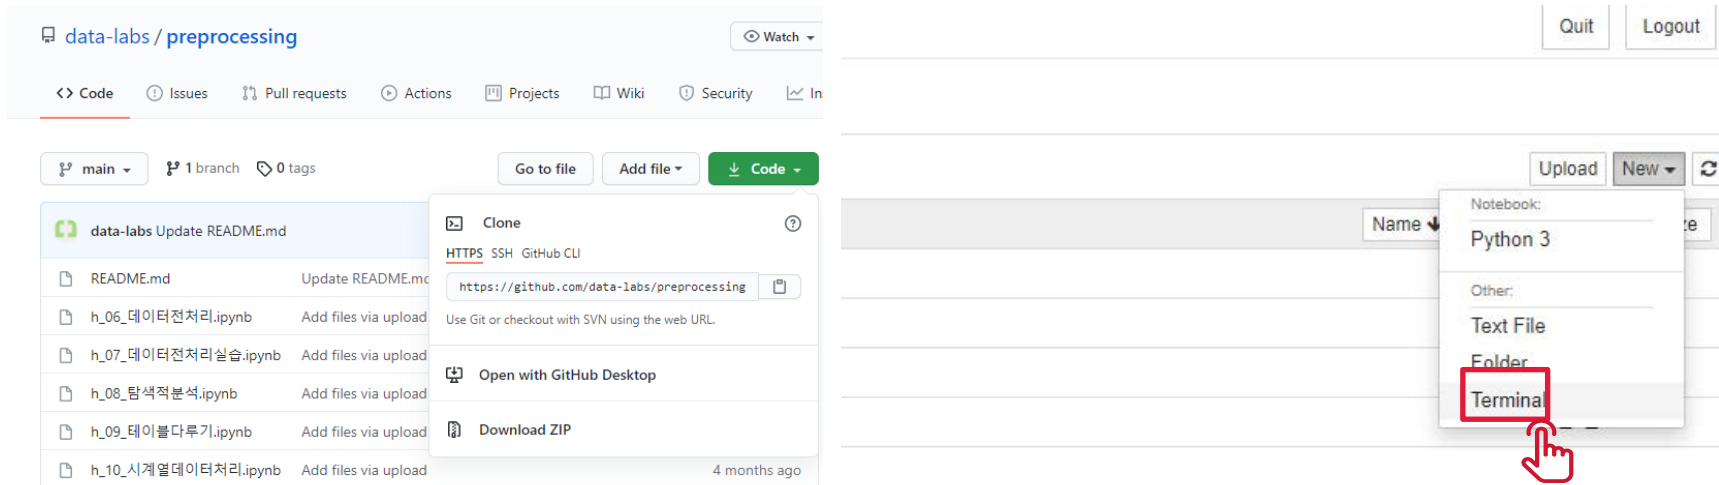 data-labs / preprocessing
Watch
Code Issues Pull requests Actions Projects Wiki Security
main 1 branch 0 tags Go to file Add file Code
data-labs Update README.md
README.md Update README.md
h_06_데이터전처리.ipynb Add files via upload
h_07_데이터전처리실습.ipynb Add files via upload
h_08_탐색적분석.ipynb Add files via upload
h_09_테이블다루기.ipynb Add files via upload
h_10_시계열데이터처리.ipynb Add files via upload 4 months ago
Clone
HTTPS SSH GitHub CLI
https://github.com/data-labs/preprocessing
Use Git or checkout with SVN using the web URL.
Open with GitHub Desktop
Download ZIP
Quit Logout
Upload New
Name
Notebook:
Python 3
Other:
Text File
Folder
Terminal